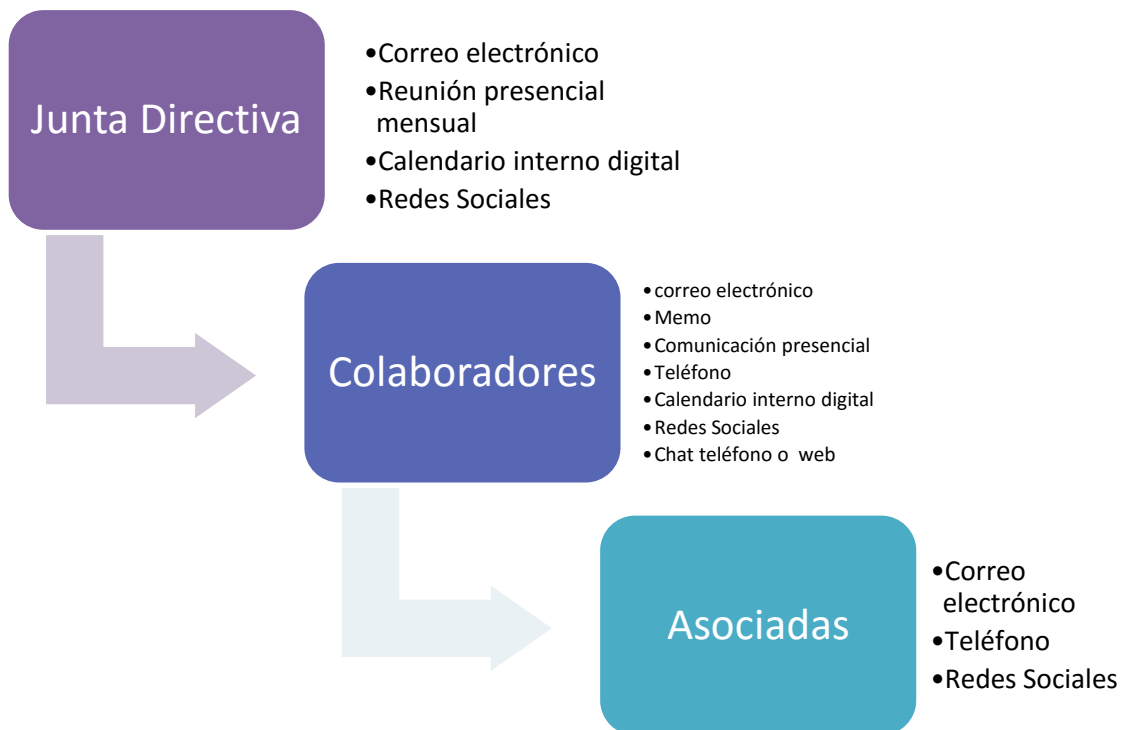 Junta Directiva
•Correo electrónico
•Reunión presencial
mensual
•Calendario interno digital
•Redes Sociales
Colaboradores
•correo electrónico
•Memo
•Comunicación presencial
•Teléfono
•Calendario interno digital
•Redes Sociales
•Chat teléfono o  web
Asociadas
•Correo
electrónico
•Teléfono
•Redes Sociales